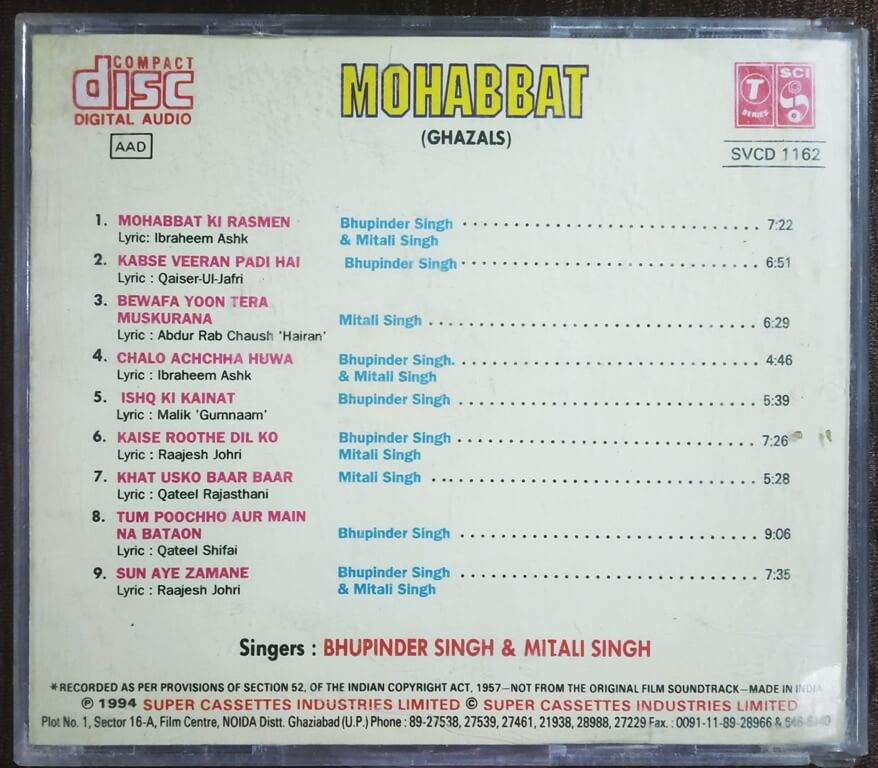 COMPACT
disc
DIGITAL AUDIO
AAD
MOHABBAT
(GHAZALS)
T SERIES
SCI
SVCD 1162
1. MOHABBAT KI RASMEN Bhupinder Singh 7:22
Lyric: Ibraheem Ashk & Mitali Singh
2. KABSE VEERAN PADI HAI Bhupinder Singh 6:51
Lyric : Qaiser-Ul-Jafri
3. BEWAFA YOON TERA
MUSKURANA Mitali Singh 6:29
Lyric : Abdur Rab Chaush 'Hairan'
4. CHALO ACHCHHA HUWA Bhupinder Singh. 4:46
Lyric : Ibraheem Ashk & Mitali Singh
5. ISHQ KI KAINAT Bhupinder Singh 5:39
Lyric : Malik 'Gumnaam'
6. KAISE ROOTHE DIL KO Bhupinder Singh 7:26
Lyric : Raajesh Johri Mitali Singh
7. KHAT USKO BAAR BAAR Mitali Singh 5:28
Lyric : Qateel Rajasthani
8. TUM POOCHHO AUR MAIN
NA BATAON Bhupinder Singh 9:06
Lyric : Qateel Shifai
9. SUN AYE ZAMANE Bhupinder Singh 7:35
Lyric : Raajesh Johri & Mitali Singh
Singers : BHUPINDER SINGH & MITALI SINGH
*RECORDED AS PER PROVISIONS OF SECTION 52, OF THE INDIAN COPYRIGHT ACT, 1957—NOT FROM THE ORIGINAL FILM SOUNDTRACK—MADE IN INDIA
℗ 1994 SUPER CASSETTES INDUSTRIES LIMITED © SUPER CASSETTES INDUSTRIES LIMITED
Plot No. 1, Sector 16-A, Film Centre, NOIDA Distt. Ghaziabad (U.P.) Phone : 89-27538, 27539, 27461, 21938, 28988, 27229 Fax. : 0091-11-89-28966 &